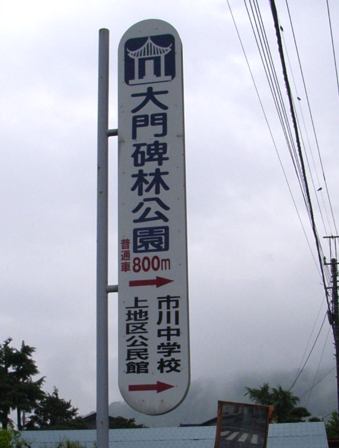 大門碑林公園
普通車 800m
市川中学校
上地区公民館